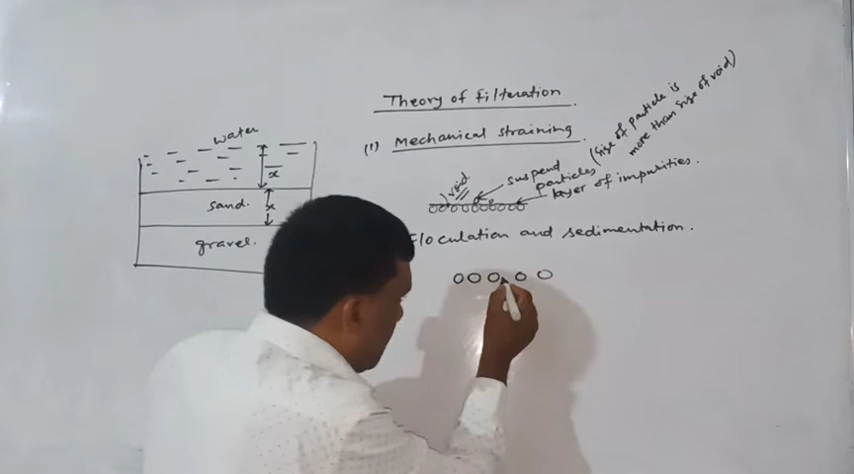 Theory of filteration
(1) Mechanical straining
water
x
sand.
x
gravel.
void
suspend
particles
(size of particle is
more than size of void)
layer of impurities.
floculation and sedimentation.